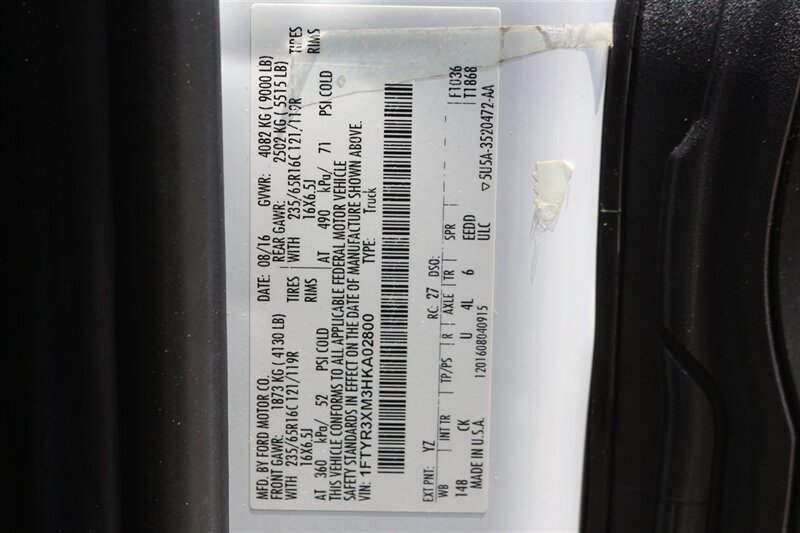 MFD. BY FORD MOTOR CO. DATE: 08/16 GVWR: 4082 KG ( 9000 LB)
FRONT GAWR: 1873 KG ( 4130 LB) REAR GAWR: 2502 KG ( 5515 LB)
WITH 235/65R16C 121/119R TIRES WITH 235/65R16C 121/119R TIRES
16X6.5J RIMS 16X6.5J RIMS
AT 360 kPa/ 52 PSI COLD AT 490 kPa/ 71 PSI COLD
THIS VEHICLE CONFORMS TO ALL APPLICABLE FEDERAL MOTOR VEHICLE
SAFETY STANDARDS IN EFFECT ON THE DATE OF MANUFACTURE SHOWN ABOVE.
VIN: 1FTYR3XM3HKA02800 TYPE: Truck
EXT PNT: YZ RC: 27 DSO: F1036
WB INT TR TP/PS R AXLE TR SPR T1868
148 CK U 4L 6 EEDD
MADE IN U.S.A. 1201608040915 ULC ▽5U5A-3520472-AA